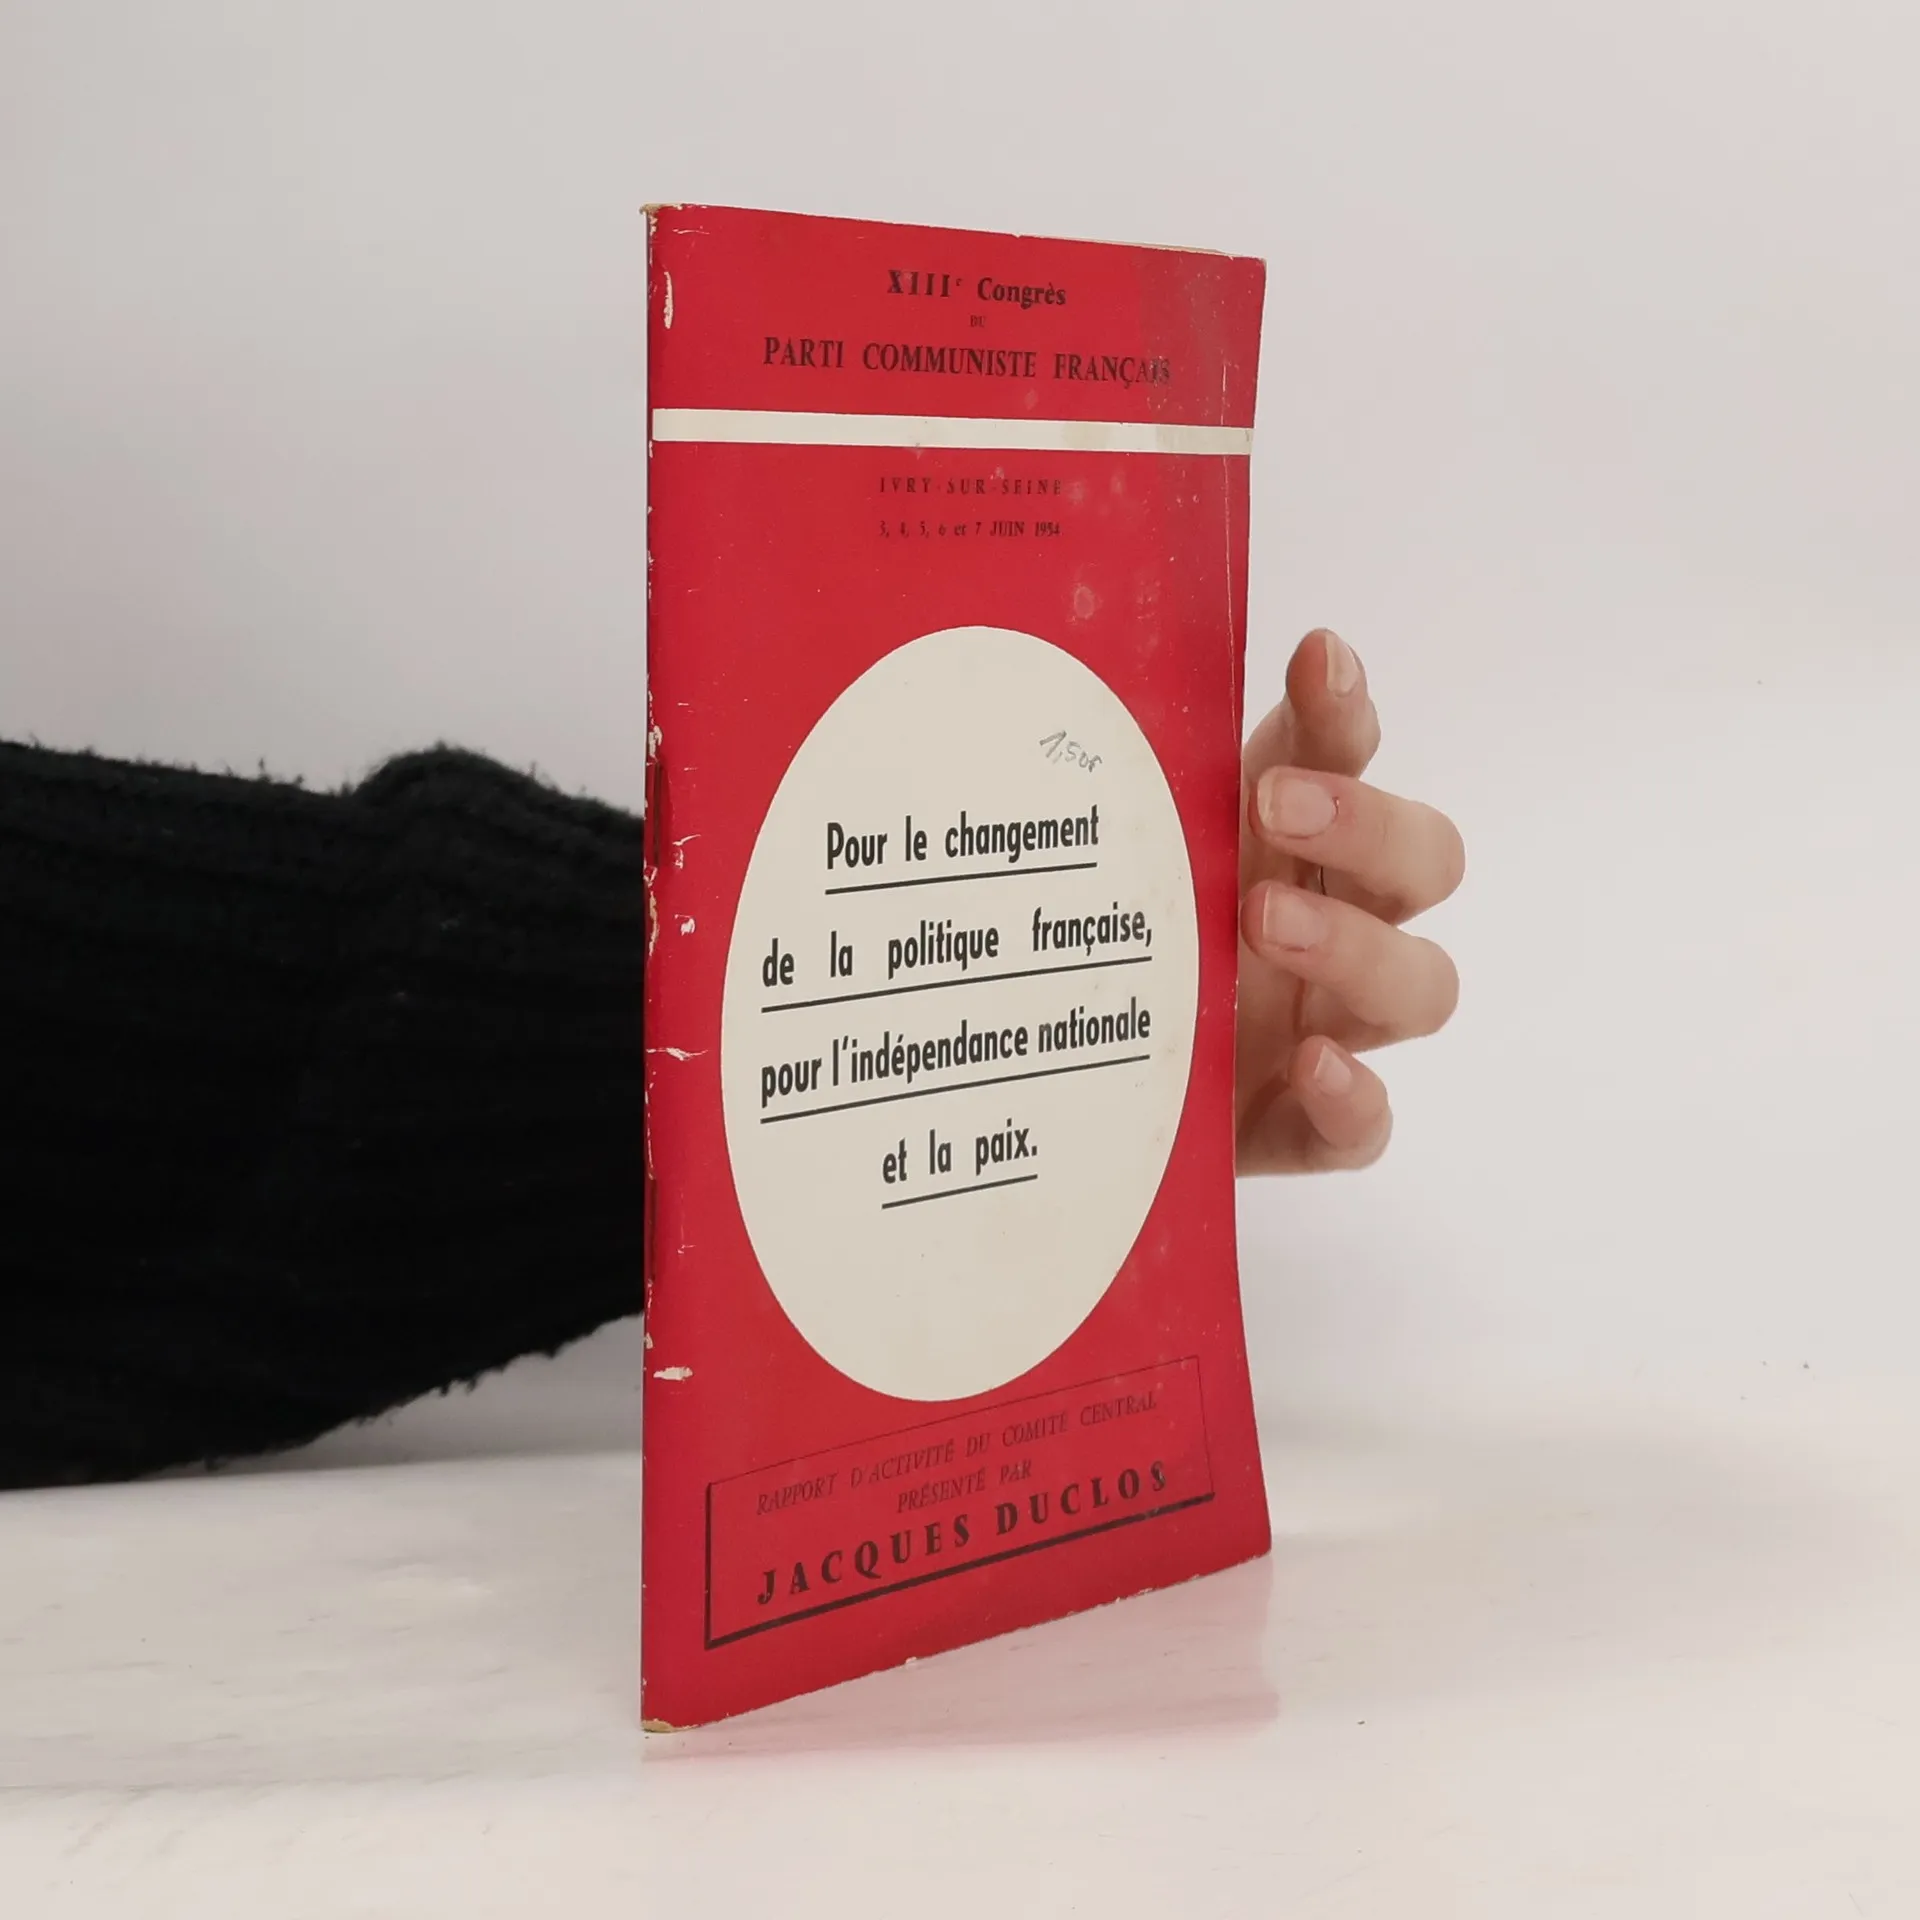 XIIIe Congrès
DU
PARTI COMMUNISTE FRANÇAIS
IVRY-SUR-SEINE
3, 4, 5, 6 et 7 JUIN 1954
1,50f
Pour le changement
de la politique française,
pour l'indépendance nationale
et la paix.
RAPPORT D'ACTIVITÉ DU COMITÉ CENTRAL
PRÉSENTÉ PAR
JACQUES DUCLOS